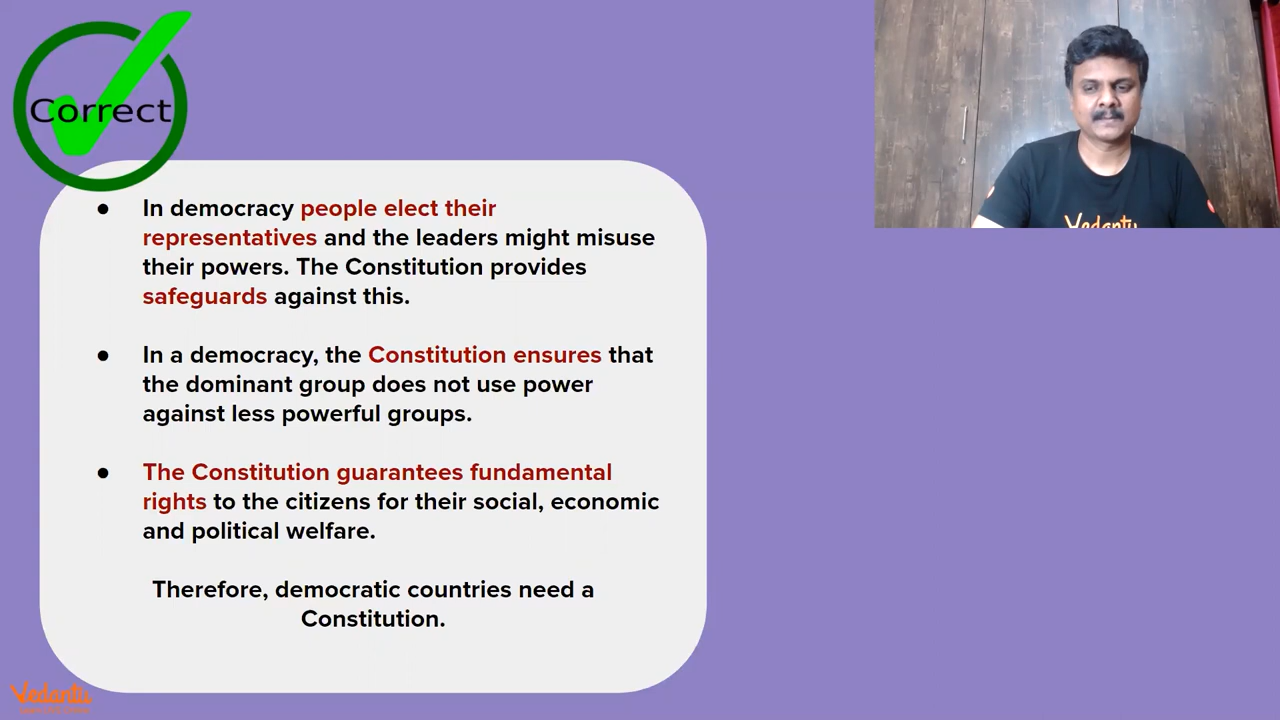 Correct
In democracy people elect their
representatives and the leaders might misuse
their powers. The Constitution provides
safeguards against this.
In a democracy, the Constitution ensures that
the dominant group does not use power
against less powerful groups.
The Constitution guarantees fundamental
rights to the citizens for their social, economic
and political welfare.
Therefore, democratic countries need a
Constitution.
Vedantu
Vedantu